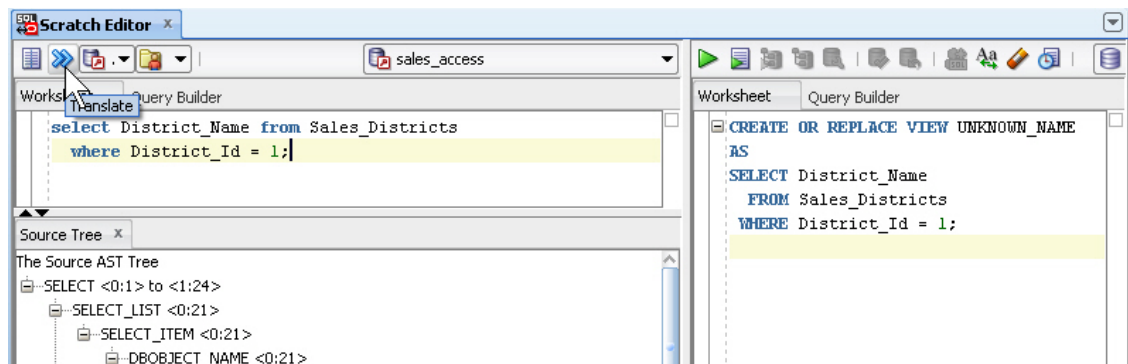 Scratch Editor
sales_access
Worksh
Query Builder
Translate
select District_Name from Sales_Districts
where District_Id = 1;
Source Tree
The Source AST Tree
SELECT <0:1> to <1:24>
SELECT_LIST <0:21>
SELECT_ITEM <0:21>
DBOBJECT_NAME <0:21>
Worksheet Query Builder
CREATE OR REPLACE VIEW UNKNOWN_NAME
AS
SELECT District_Name
FROM Sales_Districts
WHERE District_Id = 1;